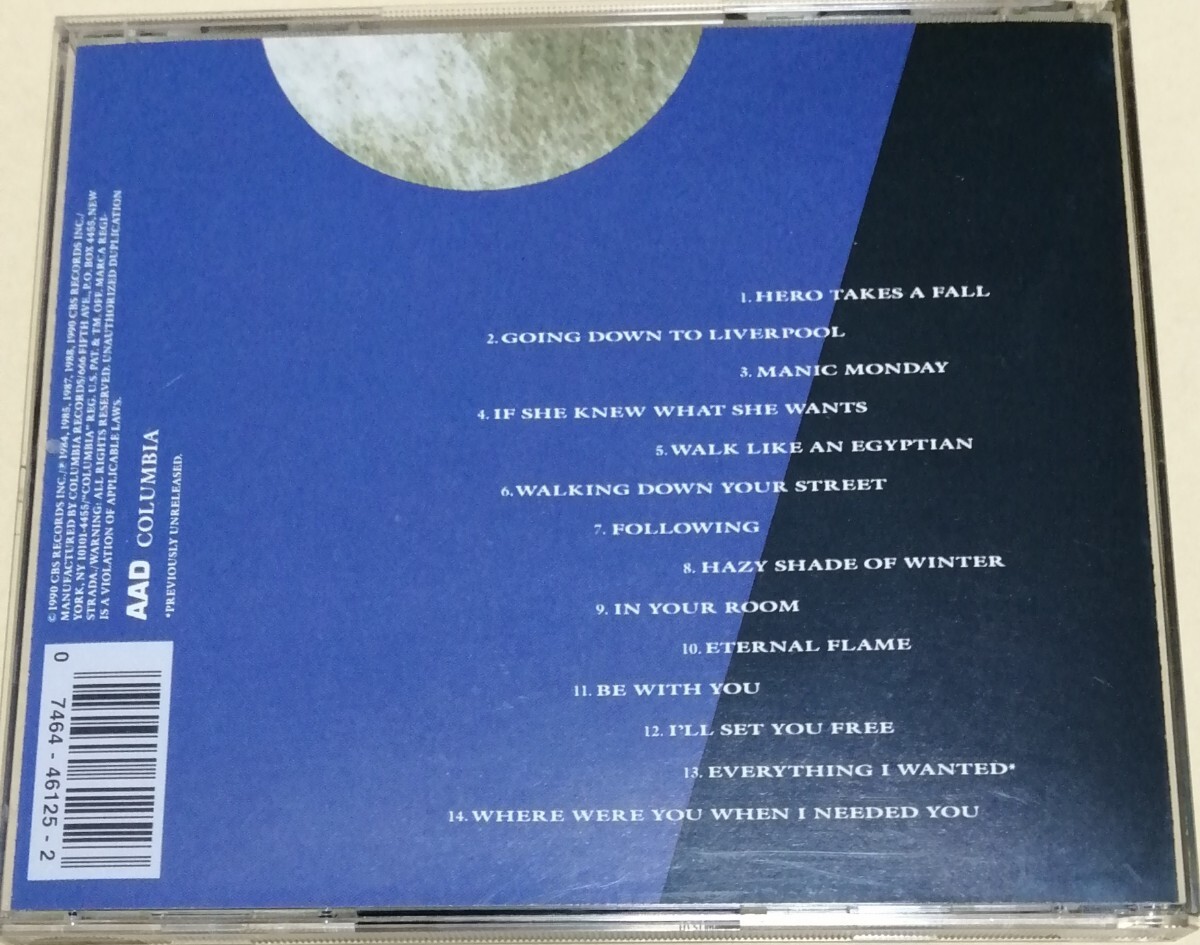 1. HERO TAKES A FALL
2. GOING DOWN TO LIVERPOOL
3. MANIC MONDAY
4. IF SHE KNEW WHAT SHE WANTS
5. WALK LIKE AN EGYPTIAN
6. WALKING DOWN YOUR STREET
7. FOLLOWING
8. HAZY SHADE OF WINTER
9. IN YOUR ROOM
10. ETERNAL FLAME
11. BE WITH YOU
12. I'LL SET YOU FREE
13. EVERYTHING I WANTED*
14. WHERE WERE YOU WHEN I NEEDED YOU
© 1990 CBS RECORDS INC./℗ 1984, 1985, 1987, 1988, 1990 CBS RECORDS INC./
MANUFACTURED BY COLUMBIA RECORDS/666 FIFTH AVE., P.O. BOX 4455, NEW
YORK, NY 10101-4455/"COLUMBIA" REG. U.S. PAT. & TM. OFF. MARCA REGI-
STRADA./WARNING: ALL RIGHTS RESERVED. UNAUTHORIZED DUPLICATION
IS A VIOLATION OF APPLICABLE LAWS.
AAD COLUMBIA
*PREVIOUSLY UNRELEASED.
0 7464-46125-2